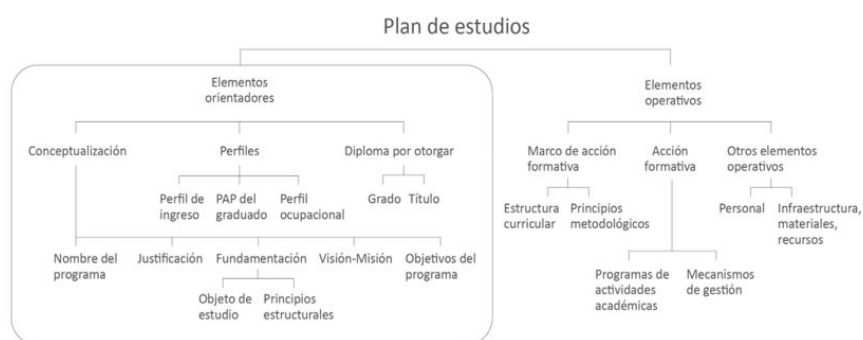 Plan de estudios
Elementos
orientadores
Elementos
operativos
Conceptualización
Perfiles
Diploma por otorgar
Marco de acción
formativa
Acción
formativa
Otros elementos
operativos
Perfil de
ingreso
PAP del
graduado
Perfil
ocupacional
Grado
Título
Estructura
curricular
Principios
metodológicos
Personal
Infraestructura,
materiales,
recursos
Nombre del
programa
Justificación
Fundamentación
Visión-Misión
Objetivos del
programa
Programas de
actividades
académicas
Mecanismos
de gestión
Objeto de
estudio
Principios
estructurales